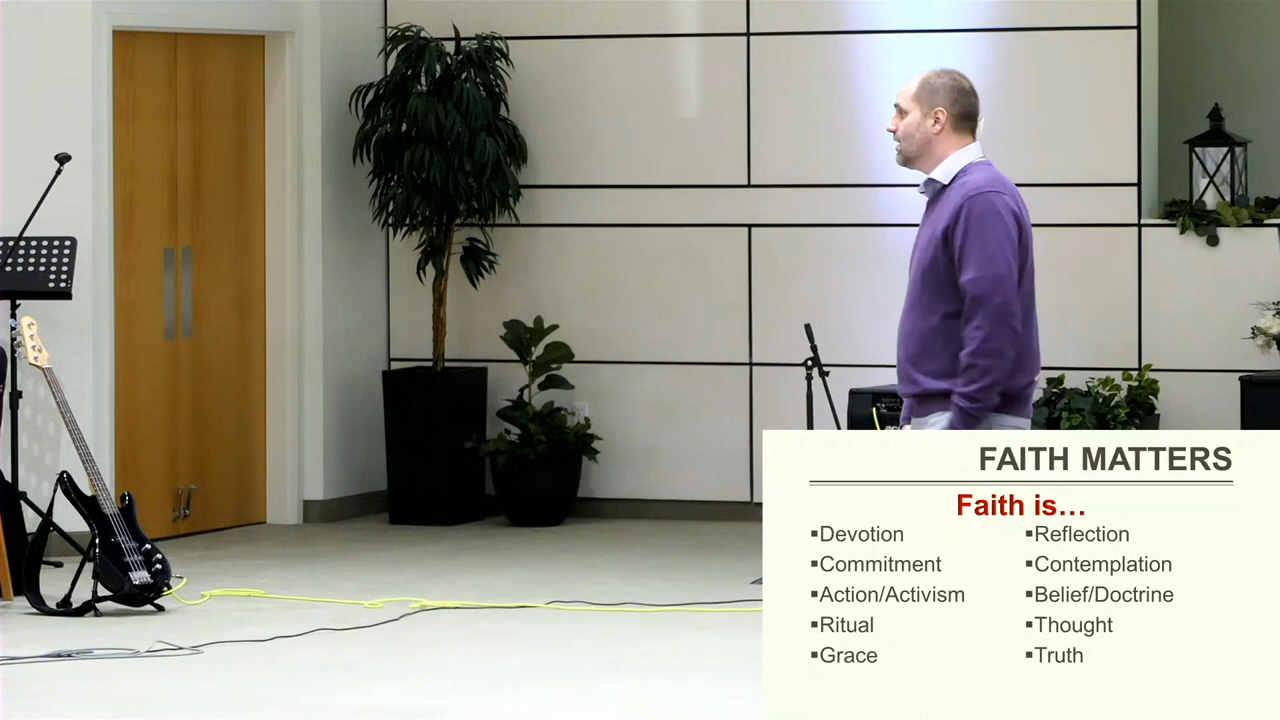 FAITH MATTERS
Faith is…
▪Devotion
▪Commitment
▪Action/Activism
▪Ritual
▪Grace
▪Reflection
▪Contemplation
▪Belief/Doctrine
▪Thought
▪Truth